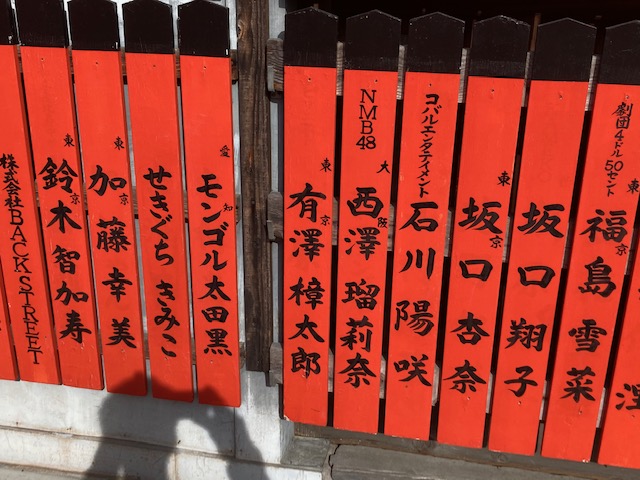 株式会社BACKSTREET
東京 鈴木智加寿
東京 加藤幸美
せきぐちきみこ
愛知 モンゴル太田黒
東京 有澤樟太郎
NMB48 大阪 西澤瑠莉奈
コバルエンタテイメント 石川陽咲
東京 坂口杏奈
坂口翔子
劇団4ドル50セント 東京 福島雪菜